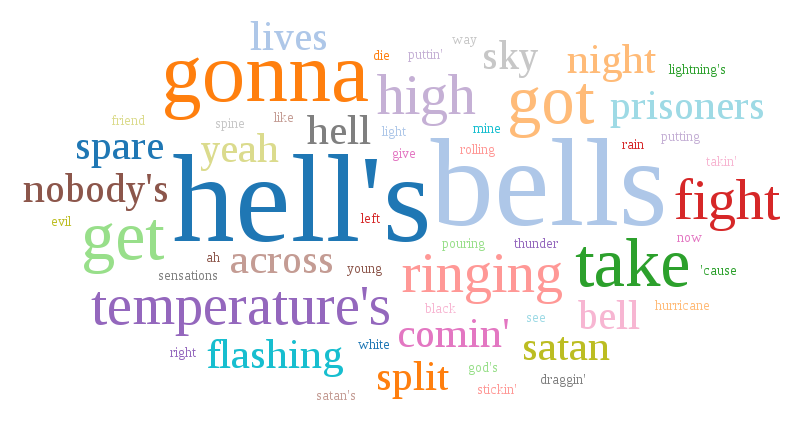 lives
way
gonna
die
puttin'
sky
night
lightning's
high
got
prisoners
friend
spine
like
hell
light
mine
spare
yeah
give
rolling
rain
putting
takin'
nobody's
hell's
bells
fight
evil
get
left
pouring
thunder
now
ah
across
young
sensations
ringing
take
'cause
temperature's
black
see
bell
hurricane
comin'
right
flashing
white
satan
split
god's
draggin'
satan's
stickin'